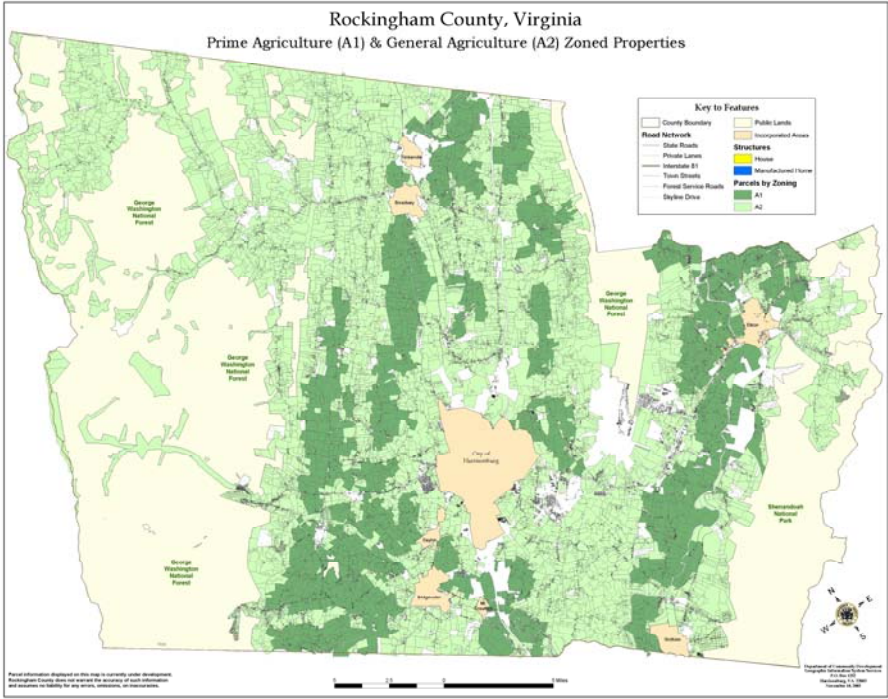 Rockingham County, Virginia
Prime Agriculture (A1) & General Agriculture (A2) Zoned Properties
Key to Features
County Boundary
Road Network
State Roads
Private Lanes
Interstate 81
Town Streets
Forest Service Roads
Skyline Drive
Public Lands
Incorporated Areas
Structures
House
Manufactured Home
Parcels by Zoning
A1
A2
Timberville
Broadway
George
Washington
National
Forest
George
Washington
National
Forest
Elkton
George
Washington
National
Forest
City of
Harrisonburg
Shenandoah
National
Park
Dayton
George
Washington
National
Forest
Bridgewater
Grottoes
N
E
W
S
0
5 Miles
Parcel information displayed on this map is currently under development.
Rockingham County does not warrant the accuracy of such information
and assumes no liability for any errors, omissions, or inaccuracies.
Department of Community Development
Geographic Information System Services